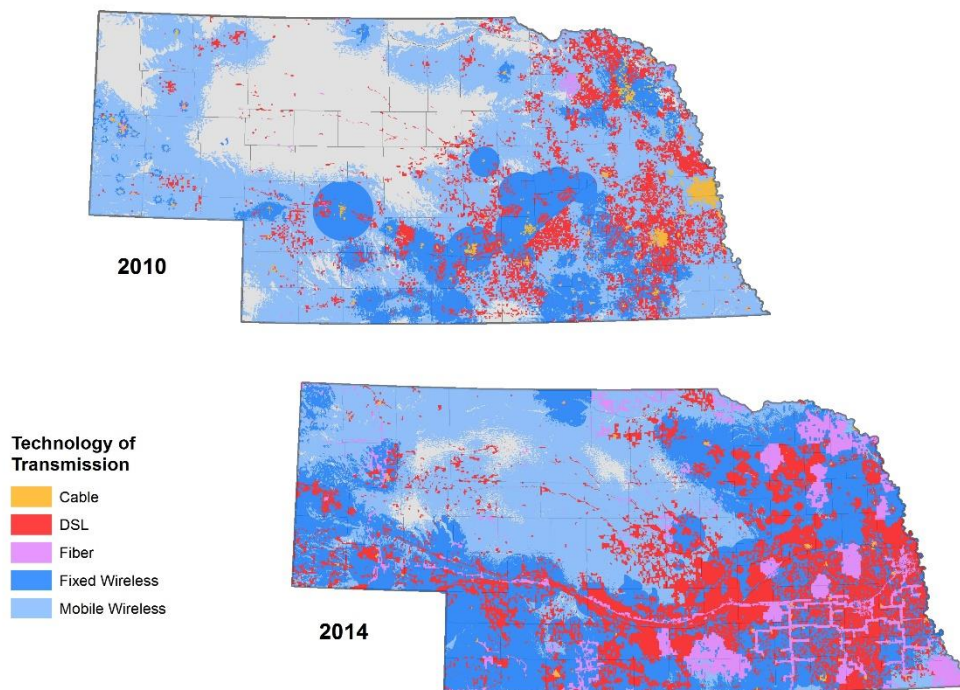 2010
Technology of
Transmission
Cable
DSL
Fiber
Fixed Wireless
Mobile Wireless
2014